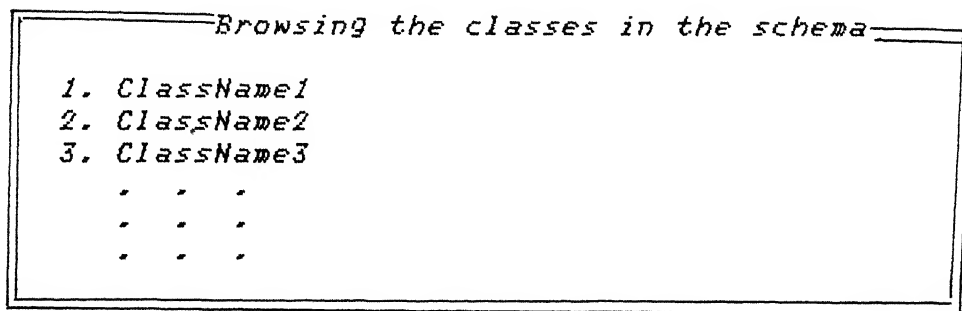 Browsing the classes in the schema
1. ClassName1
2. ClassName2
3. ClassName3
. . .
. . .
. . .